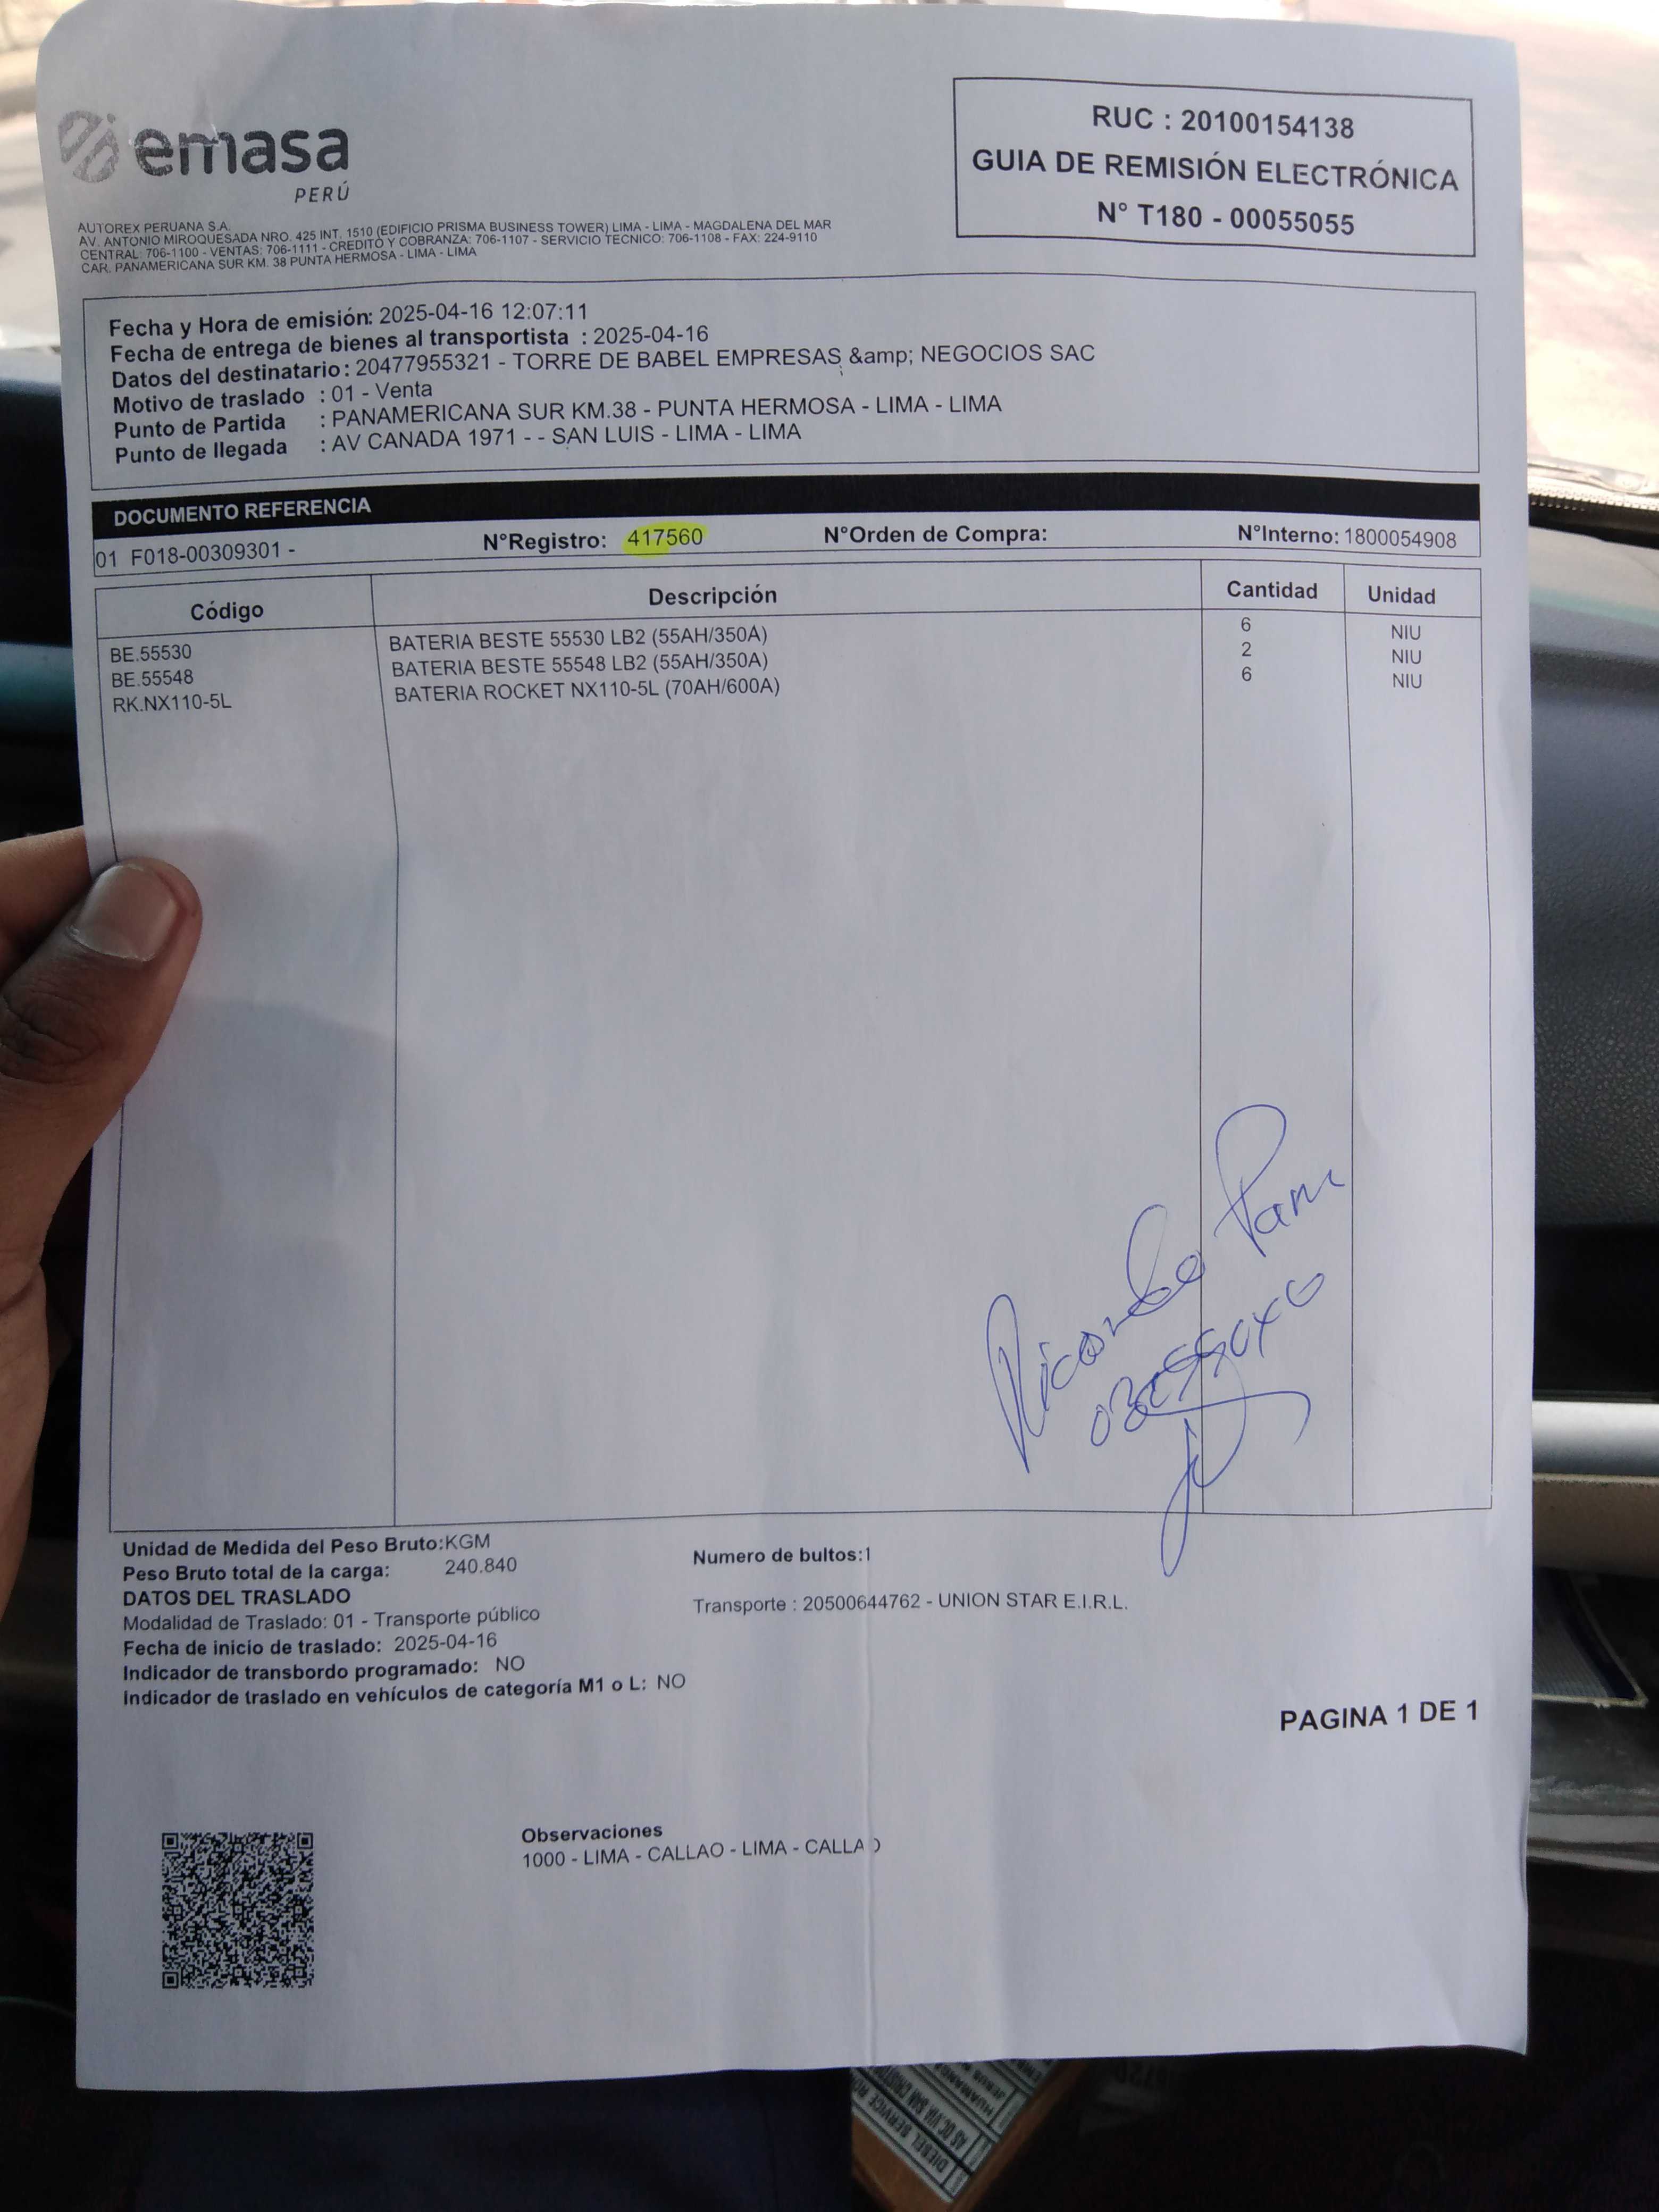 emasa
PERÚ
RUC : 20100154138
GUIA DE REMISIÓN ELECTRÓNICA
N° T180 - 00055055
AUTOREX PERUANA S.A.
AV. ANTONIO MIROQUESADA NRO. 425 INT. 1510 (EDIFICIO PRISMA BUSINESS TOWER) LIMA - LIMA - MAGDALENA DEL MAR
CENTRAL: 706-1100 - VENTAS: 706-1111 - CREDITO Y COBRANZA: 706-1107 - SERVICIO TECNICO: 706-1108 - FAX: 224-9110
CAR. PANAMERICANA SUR KM. 38 PUNTA HERMOSA - LIMA - LIMA
Fecha y Hora de emisión: 2025-04-16 12:07:11
Fecha de entrega de bienes al transportista : 2025-04-16
Datos del destinatario : 20477955321 - TORRE DE BABEL EMPRESAS &amp; NEGOCIOS SAC
Motivo de traslado : 01 - Venta
Punto de Partida : PANAMERICANA SUR KM.38 - PUNTA HERMOSA - LIMA - LIMA
Punto de llegada : AV CANADA 1971 - - SAN LUIS - LIMA - LIMA
DOCUMENTO REFERENCIA
01 F018-00309301 - N°Registro: 417560 N°Orden de Compra: N°Interno: 1800054908
Código Descripción Cantidad Unidad
BE.55530 BATERIA BESTE 55530 LB2 (55AH/350A) 6 NIU
BE.55548 BATERIA BESTE 55548 LB2 (55AH/350A) 2 NIU
RK.NX110-5L BATERIA ROCKET NX110-5L (70AH/600A) 6 NIU
Unidad de Medida del Peso Bruto:KGM
Peso Bruto total de la carga: 240.840 Numero de bultos:1
DATOS DEL TRASLADO
Modalidad de Traslado: 01 - Transporte público Transporte : 20500644762 - UNION STAR E.I.R.L.
Fecha de inicio de traslado: 2025-04-16
Indicador de transbordo programado: NO
Indicador de traslado en vehículos de categoría M1 o L: NO
PAGINA 1 DE 1
Observaciones
1000 - LIMA - CALLAO - LIMA - CALLAO
DIESEL SERVICE